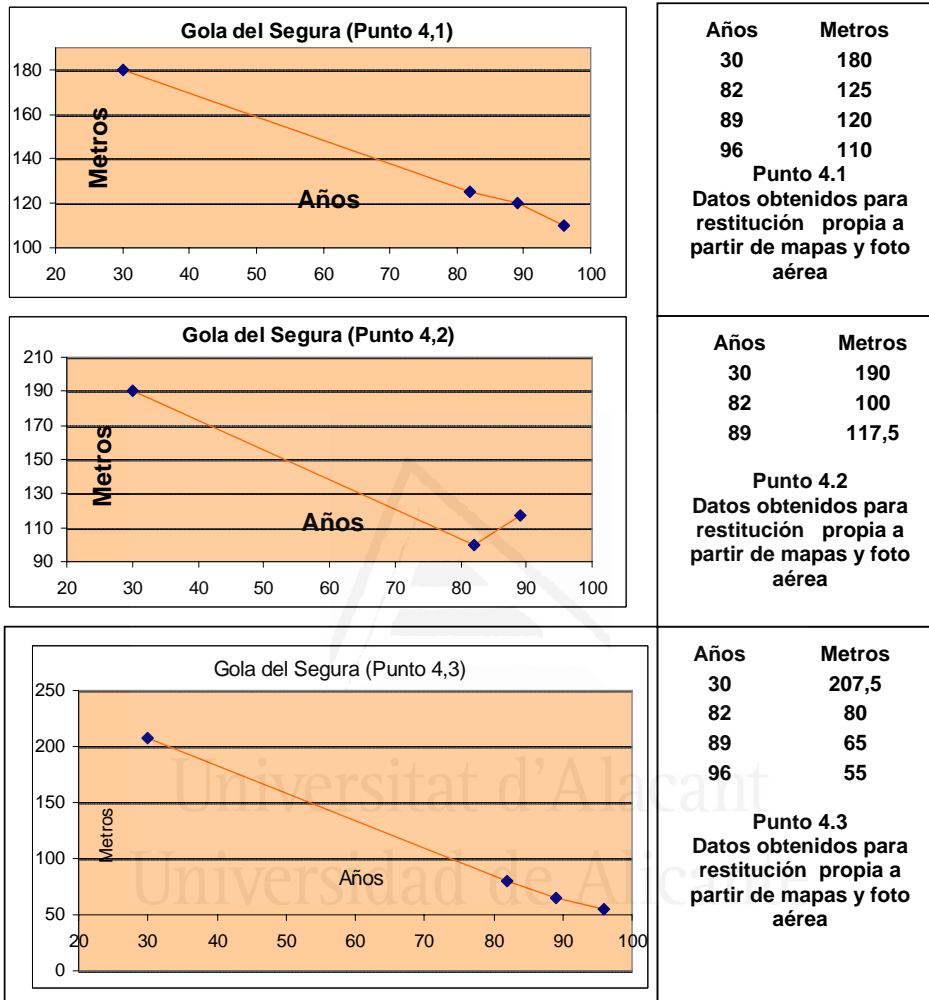 Gola del Segura (Punto 4,1)
180
160
140
120
100
Metros
Años
20 30 40 50 60 70 80 90 100
Años Metros
30 180
82 125
89 120
96 110
Punto 4.1
Datos obtenidos para
restitución propia a
partir de mapas y foto
aérea
Gola del Segura (Punto 4,2)
210
190
170
150
130
110
90
Metros
Años
20 30 40 50 60 70 80 90 100
Años Metros
30 190
82 100
89 117,5
Punto 4.2
Datos obtenidos para
restitución propia a
partir de mapas y foto
aérea
Gola del Segura (Punto 4,3)
250
200
150
100
50
0
Metros
Años
20 30 40 50 60 70 80 90 100
Años Metros
30 207,5
82 80
89 65
96 55
Punto 4.3
Datos obtenidos para
restitución propia a
partir de mapas y foto
aérea
Universitat d'Alacant
Universidad de Alicante